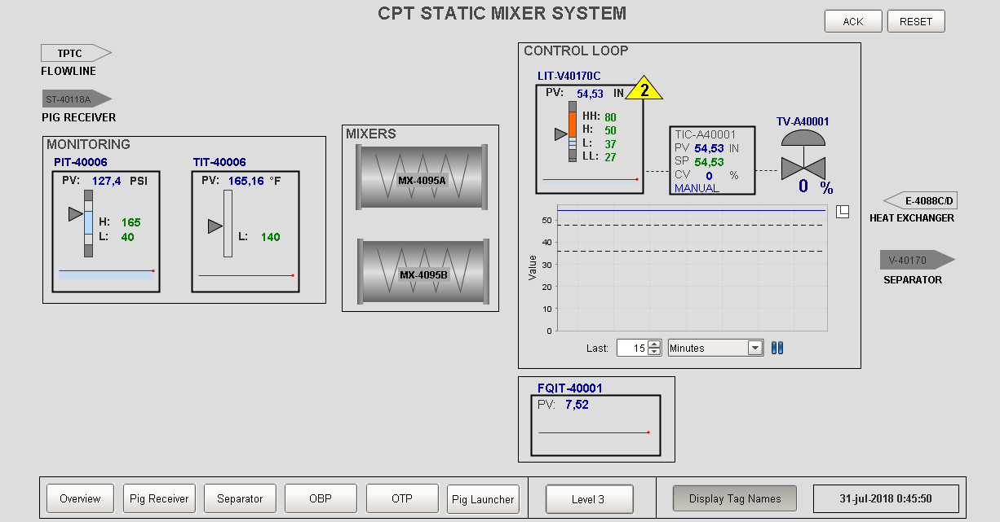 CPT STATIC MIXER SYSTEM
ACK
RESET
TPTC
FLOWLINE
ST-40118A
PIG RECEIVER
MONITORING
PIT-40006
PV: 127,4 PSI
H: 165
L: 40
TIT-40006
PV: 165,16 °F
L: 140
MIXERS
MX-4095A
MX-4095B
CONTROL LOOP
LIT-V40170C
PV: 54,53 IN
2
HH: 80
H: 50
L: 37
LL: 27
TIC-A40001
PV 54,53 IN
SP 54,53
CV 0 %
MANUAL
TV-A40001
0 %
Value
50
40
30
20
10
0
Last: 15 Minutes
E-4088C/D
HEAT EXCHANGER
V-40170
SEPARATOR
FQIT-40001
PV: 7,52
Overview
Pig Receiver
Separator
OBP
OTP
Pig Launcher
Level 3
Display Tag Names
31-jul-2018 0:45:50